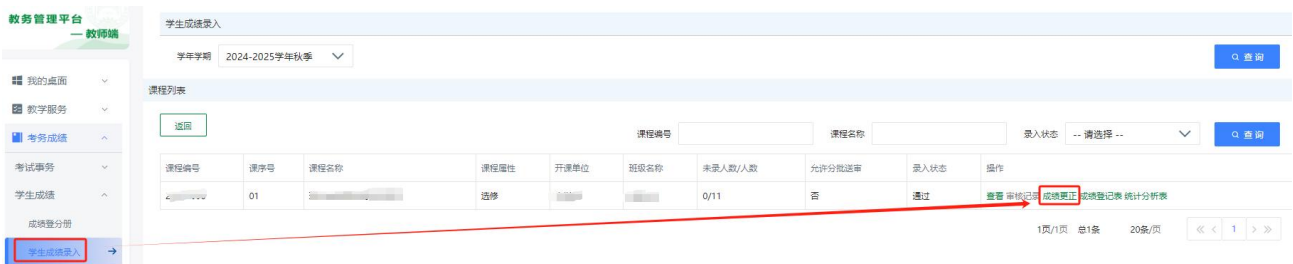 教务管理平台
— 教师端
我的桌面
教学服务
考务成绩
考试事务
学生成绩
成绩登分册
学生成绩录入
学生成绩录入
学年学期 2024-2025学年秋季
查询
课程列表
返回 课程编号 课程名称 录入状态 -- 请选择 -- 查询
课程编号 课序号 课程名称 课程属性 开课单位 班级名称 未录人数/人数 允许分批送审 录入状态 操作
01 选修 0/11 否 通过 查看 审核记录 成绩更正 成绩登记表 统计分析表
1页/1页 总1条 20条/页 1